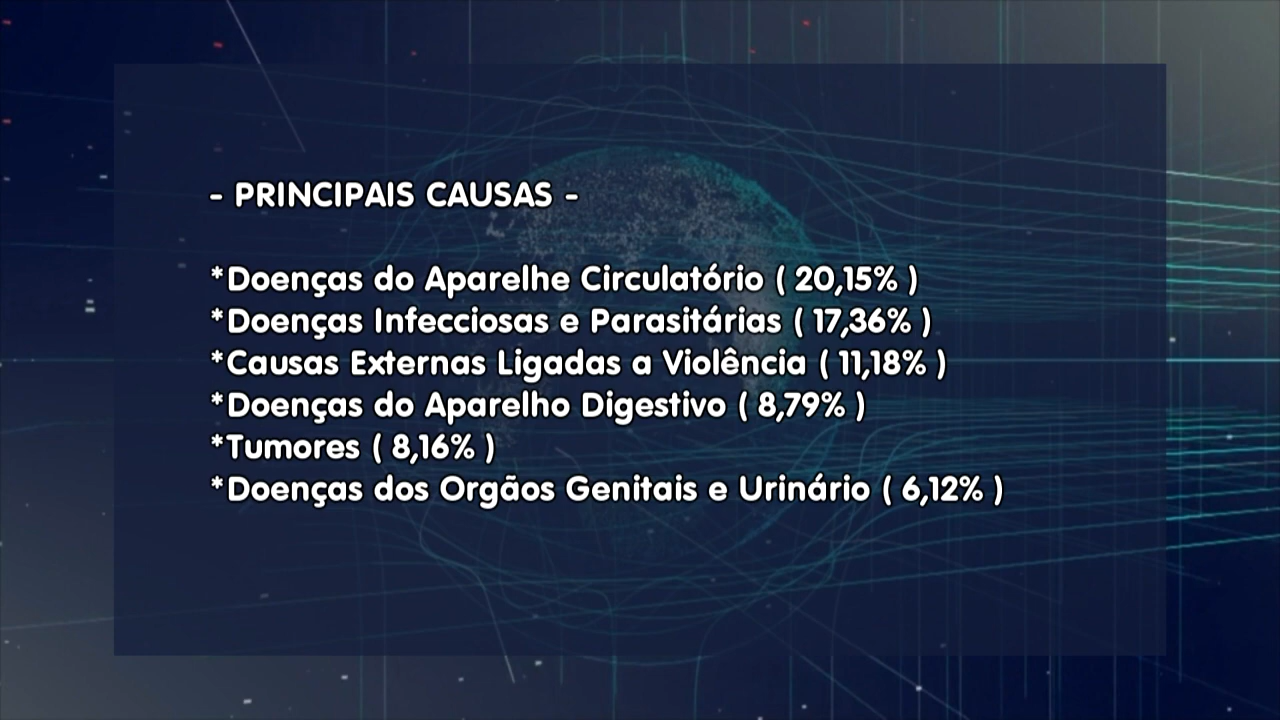 - PRINCIPAIS CAUSAS -
*Doenças do Aparelhe Circulatório ( 20,15% )
*Doenças Infecciosas e Parasitárias ( 17,36% )
*Causas Externas Ligadas a Violência ( 11,18% )
*Doenças do Aparelho Digestivo ( 8,79% )
*Tumores ( 8,16% )
*Doenças dos Orgãos Genitais e Urinário ( 6,12% )